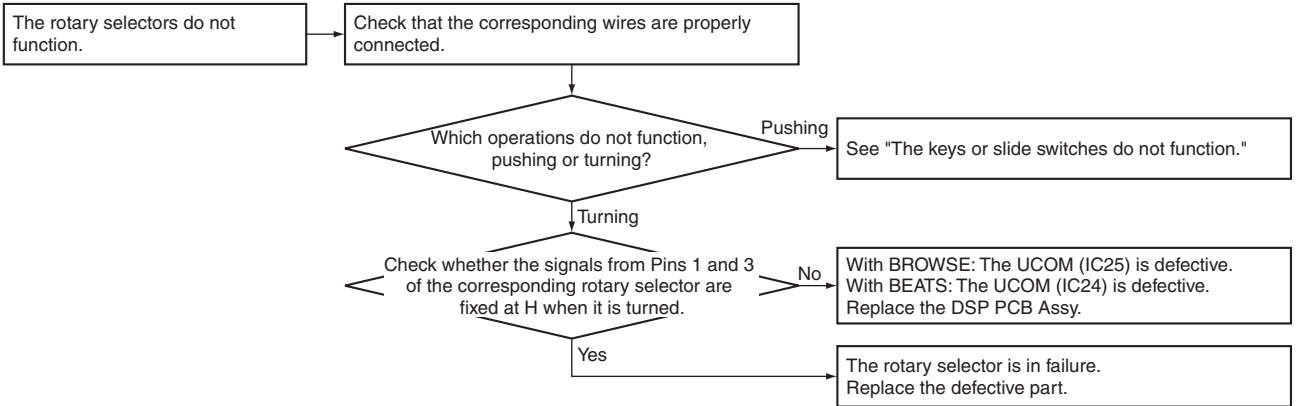 The rotary selectors do not
function.
Check that the corresponding wires are properly
connected.
Which operations do not function,
pushing or turning?
Pushing
See "The keys or slide switches do not function."
Turning
Check whether the signals from Pins 1 and 3
of the corresponding rotary selector are
fixed at H when it is turned.
No
With BROWSE: The UCOM (IC25) is defective.
With BEATS: The UCOM (IC24) is defective.
Replace the DSP PCB Assy.
Yes
The rotary selector is in failure.
Replace the defective part.